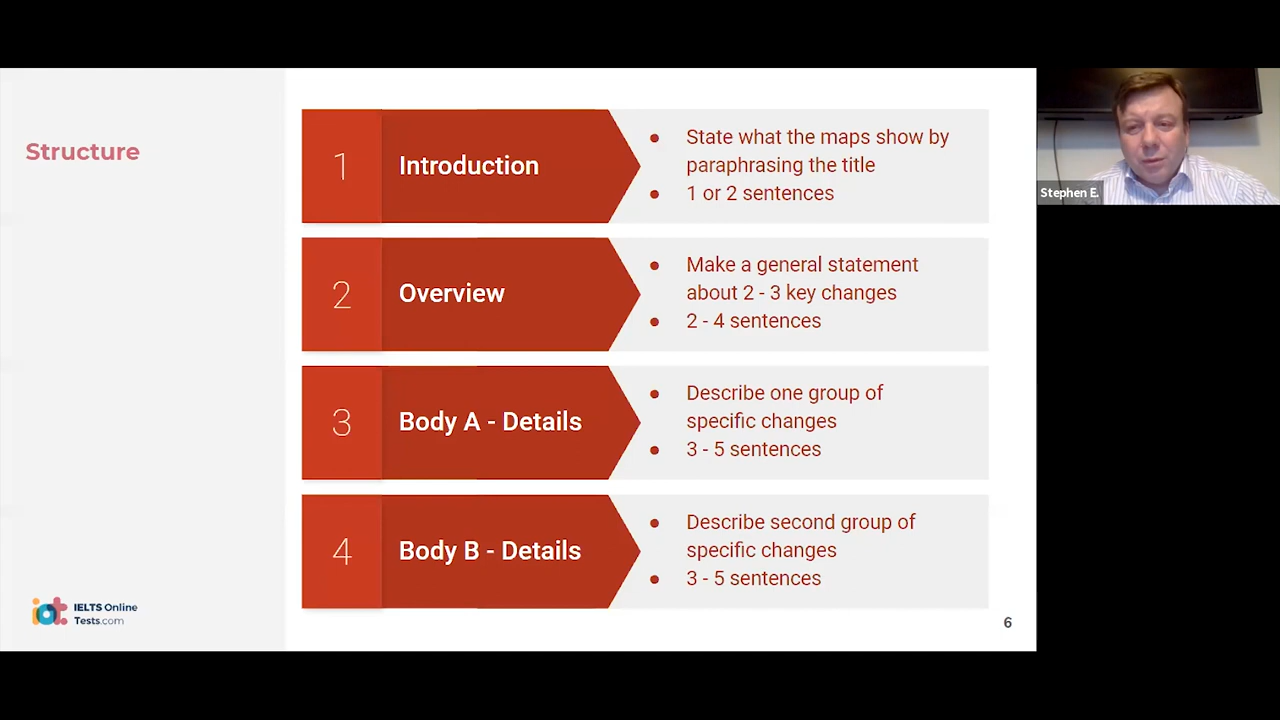 Structure
1
Introduction
● State what the maps show by
paraphrasing the title
● 1 or 2 sentences
2
Overview
● Make a general statement
about 2 - 3 key changes
● 2 - 4 sentences
3
Body A - Details
● Describe one group of
specific changes
● 3 - 5 sentences
4
Body B - Details
● Describe second group of
specific changes
● 3 - 5 sentences
iot IELTS Online
Tests.com
6
Stephen E.